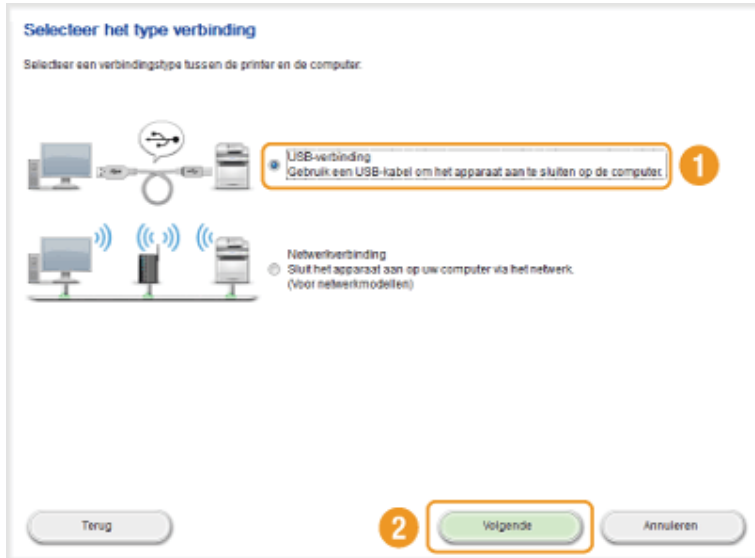 Selecteer het type verbinding
Selecteer een verbindingstype tussen de printer en de computer.
USB-verbinding
Gebruik een USB-kabel om het apparaat aan te sluiten op de computer.
1
Netwerkverbinding
Sluit het apparaat aan op uw computer via het netwerk.
(Voor netwerkmodellen)
Terug
2
Volgende
Annuleren